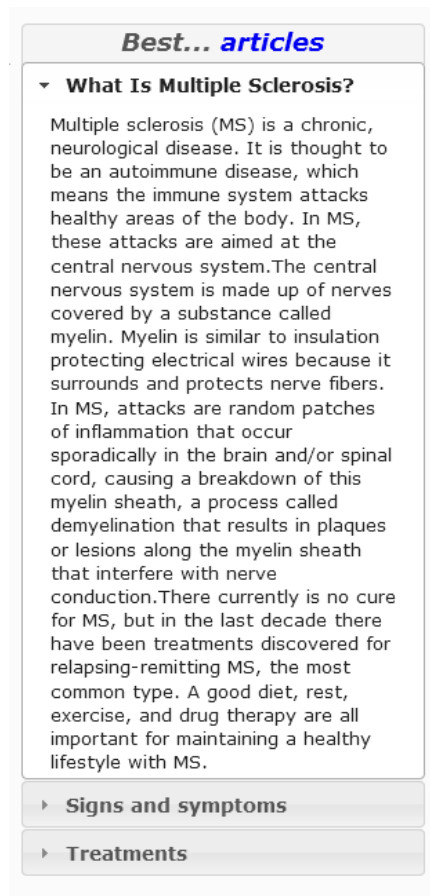 Best... articles
What Is Multiple Sclerosis?
Multiple sclerosis (MS) is a chronic,
neurological disease. It is thought to
be an autoimmune disease, which
means the immune system attacks
healthy areas of the body. In MS,
these attacks are aimed at the
central nervous system.The central
nervous system is made up of nerves
covered by a substance called
myelin. Myelin is similar to insulation
protecting electrical wires because it
surrounds and protects nerve fibers.
In MS, attacks are random patches
of inflammation that occur
sporadically in the brain and/or spinal
cord, causing a breakdown of this
myelin sheath, a process called
demyelination that results in plaques
or lesions along the myelin sheath
that interfere with nerve
conduction.There currently is no cure
for MS, but in the last decade there
have been treatments discovered for
relapsing-remitting MS, the most
common type. A good diet, rest,
exercise, and drug therapy are all
important for maintaining a healthy
lifestyle with MS.
Signs and symptoms
Treatments